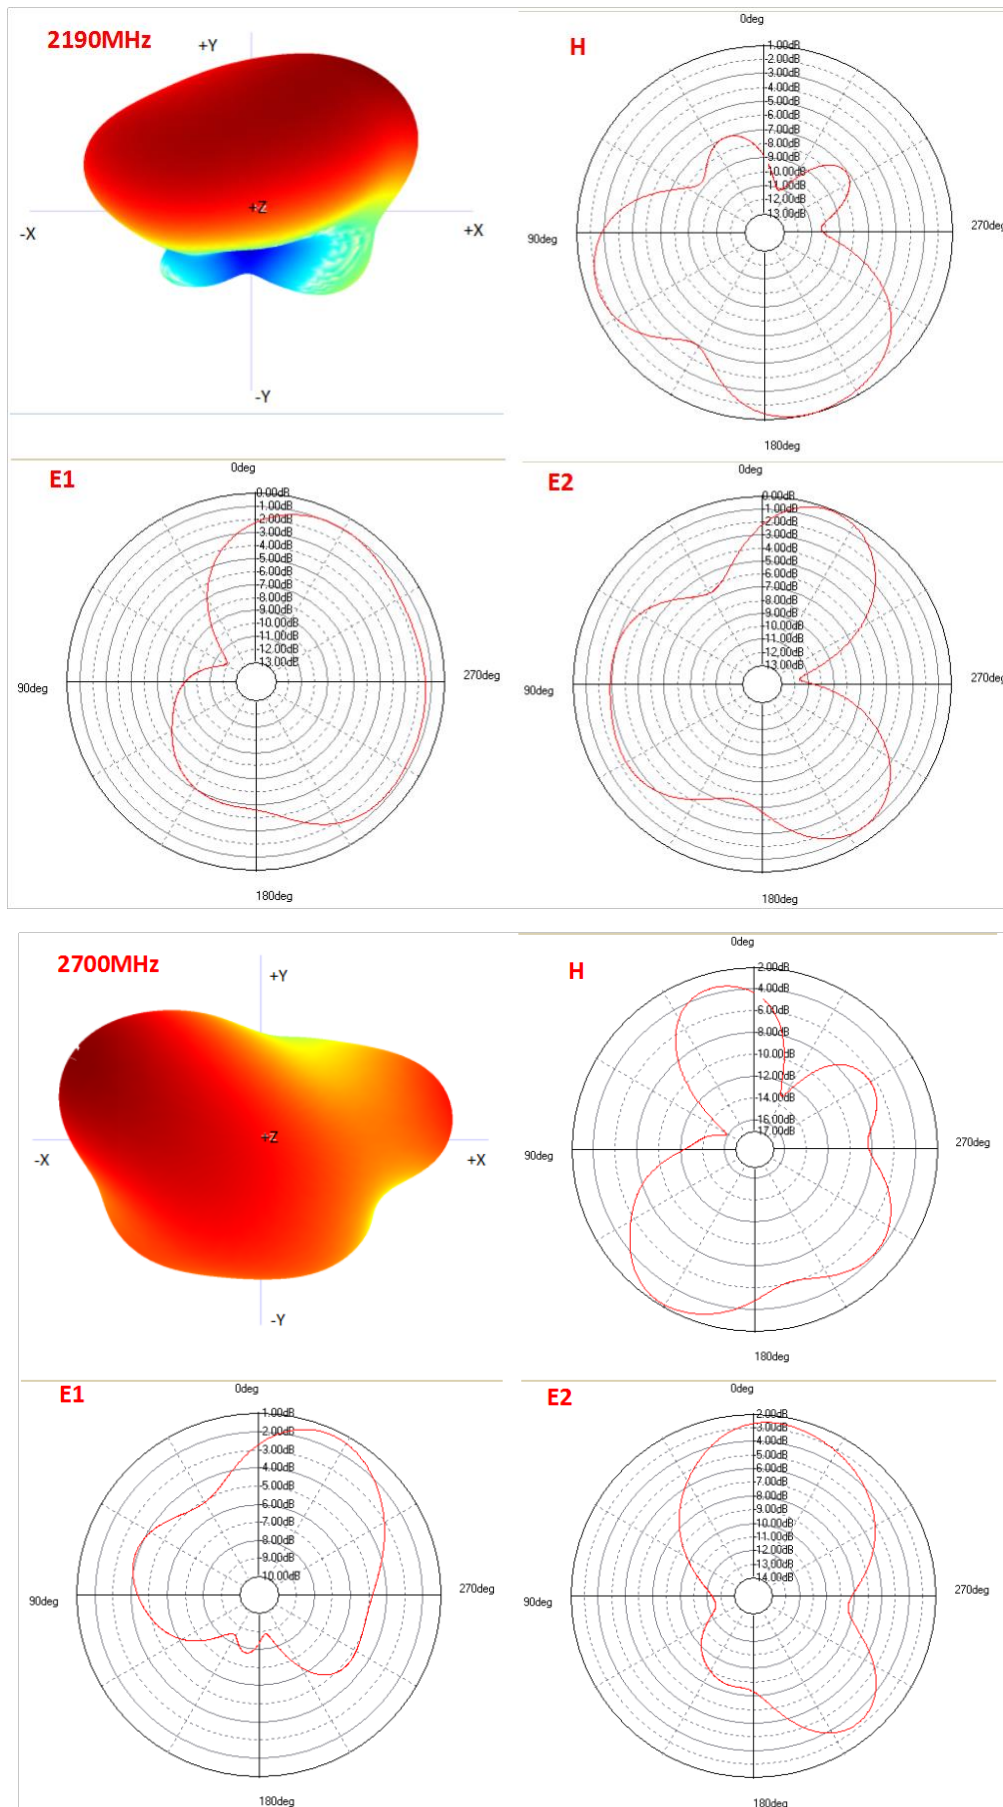 2190MHz
+Y
+Z
-X
+X
-Y
H
0deg
-1.00dB
-2.00dB
-3.00dB
-4.00dB
-5.00dB
-6.00dB
-7.00dB
-8.00dB
-9.00dB
-10.00dB
-11.00dB
-12.00dB
-13.00dB
90deg
270deg
180deg
E1
0deg
0.00dB
-1.00dB
-2.00dB
-3.00dB
-4.00dB
-5.00dB
-6.00dB
-7.00dB
-8.00dB
-9.00dB
-10.00dB
-11.00dB
-13.00dB
90deg
270deg
180deg
E2
0deg
0.00dB
-1.00dB
-2.00dB
-3.00dB
-4.00dB
-5.00dB
-6.00dB
-7.00dB
-8.00dB
-9.00dB
-10.00dB
-11.00dB
-12.00dB
-13.00dB
90deg
270deg
180deg
2700MHz
+Y
+Z
-X
+X
-Y
H
0deg
-2.00dB
-4.00dB
-6.00dB
-8.00dB
-10.00dB
-12.00dB
-14.00dB
-16.00dB
-17.00dB
90deg
270deg
180deg
E1
0deg
-1.00dB
-2.00dB
-3.00dB
-4.00dB
-5.00dB
-6.00dB
-7.00dB
-8.00dB
-9.00dB
-10.00dB
90deg
270deg
180deg
E2
0deg
-2.00dB
-3.00dB
-4.00dB
-5.00dB
-6.00dB
-7.00dB
-8.00dB
-9.00dB
-10.00dB
-11.00dB
-12.00dB
-13.00dB
-14.00dB
90deg
270deg
180deg